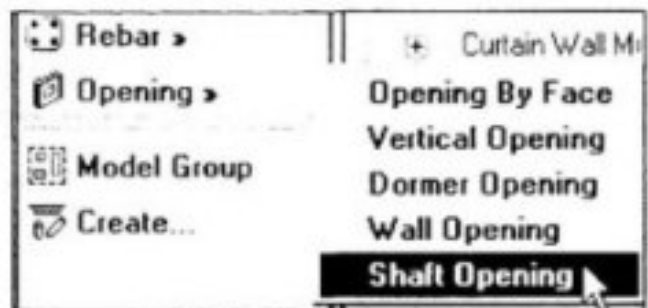 Rebar »
Opening »
Model Group
Create...
Curtain Wall
Opening By Face
Vertical Opening
Dormer Opening
Wall Opening
Shaft Opening